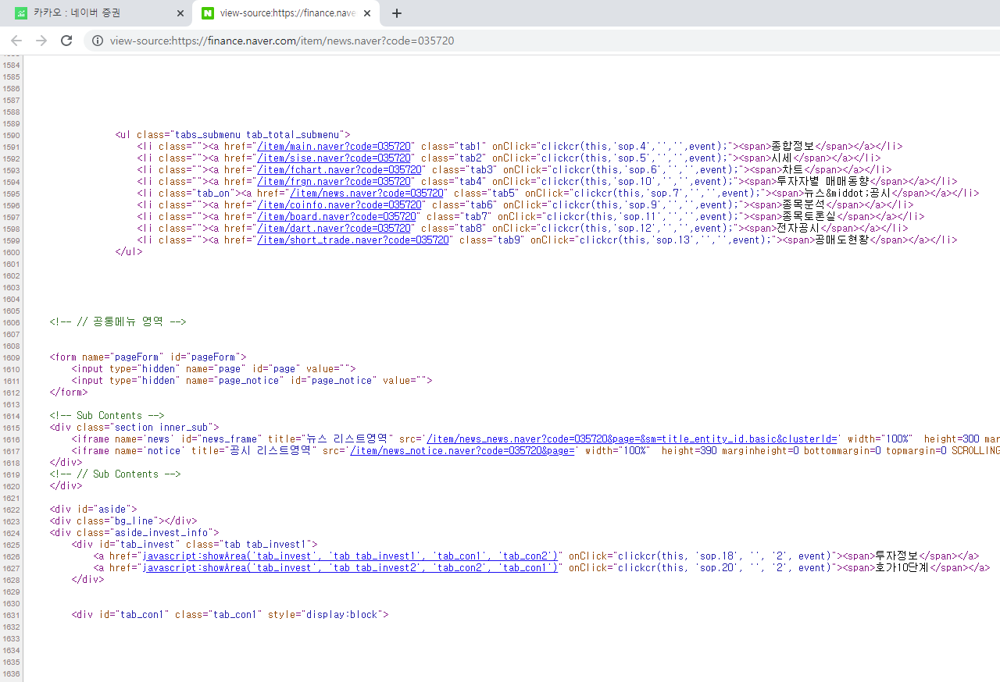 카카오 : 네이버 증권
view-source:https://finance.nave
view-source:https://finance.naver.com/item/news.naver?code=035720
1584
1585
1586
1587
1588
1589
1590 <ul class="tabs_submenu tab_total_submenu">
1591 <li class=""><a href="/item/main.naver?code=035720" class="tab1" onClick="clickcr(this,'sop.4','','',event);"><span>종합정보</span></a></li>
1592 <li class=""><a href="/item/sise.naver?code=035720" class="tab2" onClick="clickcr(this,'sop.5','','',event);"><span>시세</span></a></li>
1593 <li class=""><a href="/item/fchart.naver?code=035720" class="tab3" onClick="clickcr(this,'sop.6','','',event);"><span>차트</span></a></li>
1594 <li class=""><a href="/item/frgn.naver?code=035720" class="tab4" onClick="clickcr(this,'sop.10','','',event);"><span>투자자별 매매동향</span></a></li>
1595 <li class="tab_on"><a href="/item/news.naver?code=035720" class="tab5" onClick="clickcr(this,'sop.7','','',event);"><span>뉴스&middot;공시</span></a></li>
1596 <li class=""><a href="/item/coinfo.naver?code=035720" class="tab6" onClick="clickcr(this,'sop.9','','',event);"><span>종목분석</span></a></li>
1597 <li class=""><a href="/item/board.naver?code=035720" class="tab7" onClick="clickcr(this,'sop.11','','',event);"><span>종목토론실</span></a></li>
1598 <li class=""><a href="/item/dart.naver?code=035720" class="tab8" onClick="clickcr(this,'sop.12','','',event);"><span>전자공시</span></a></li>
1599 <li class=""><a href="/item/short_trade.naver?code=035720" class="tab9" onClick="clickcr(this,'sop.13','','',event);"><span>공매도현황</span></a></li>
1600 </ul>
1601
1602
1603
1604
1605
1606 <!-- // 공통메뉴 영역 -->
1607
1608
1609 <form name="pageForm" id="pageForm">
1610 <input type="hidden" name="page" id="page" value="">
1611 <input type="hidden" name="page_notice" id="page_notice" value="">
1612 </form>
1613
1614 <!-- Sub Contents -->
1615 <div class="section inner_sub">
1616 <iframe name='news' id="news_frame" title="뉴스 리스트영역" src='/item/news_news.naver?code=035720&page=&sm=title_entity_id.basic&clusterId=' width="100%" height=300 mar
1617 <iframe name='notice' title="공시 리스트영역" src='/item/news_notice.naver?code=035720&page=' width="100%" height=390 marginheight=0 bottommargin=0 topmargin=0 SCROLLING
1618 </div>
1619 <!-- // Sub Contents -->
1620 </div>
1621
1622 <div id="aside">
1623 <div class="bg_line"></div>
1624 <div class="aside_invest_info">
1625 <div id="tab_invest" class="tab tab_invest1">
1626 <a href="javascript:showArea('tab_invest', 'tab tab_invest1', 'tab_con1', 'tab_con2')" onClick="clickcr(this, 'sop.18', '', '2', event)"><span>투자정보</span></a>
1627 <a href="javascript:showArea('tab_invest', 'tab tab_invest2', 'tab_con2', 'tab_con1')" onClick="clickcr(this, 'sop.20', '', '2', event)"><span>호가10단계</span></a>
1628 </div>
1629
1630
1631 <div id="tab_con1" class="tab_con1" style="display:block">
1632
1633
1634
1635
1636